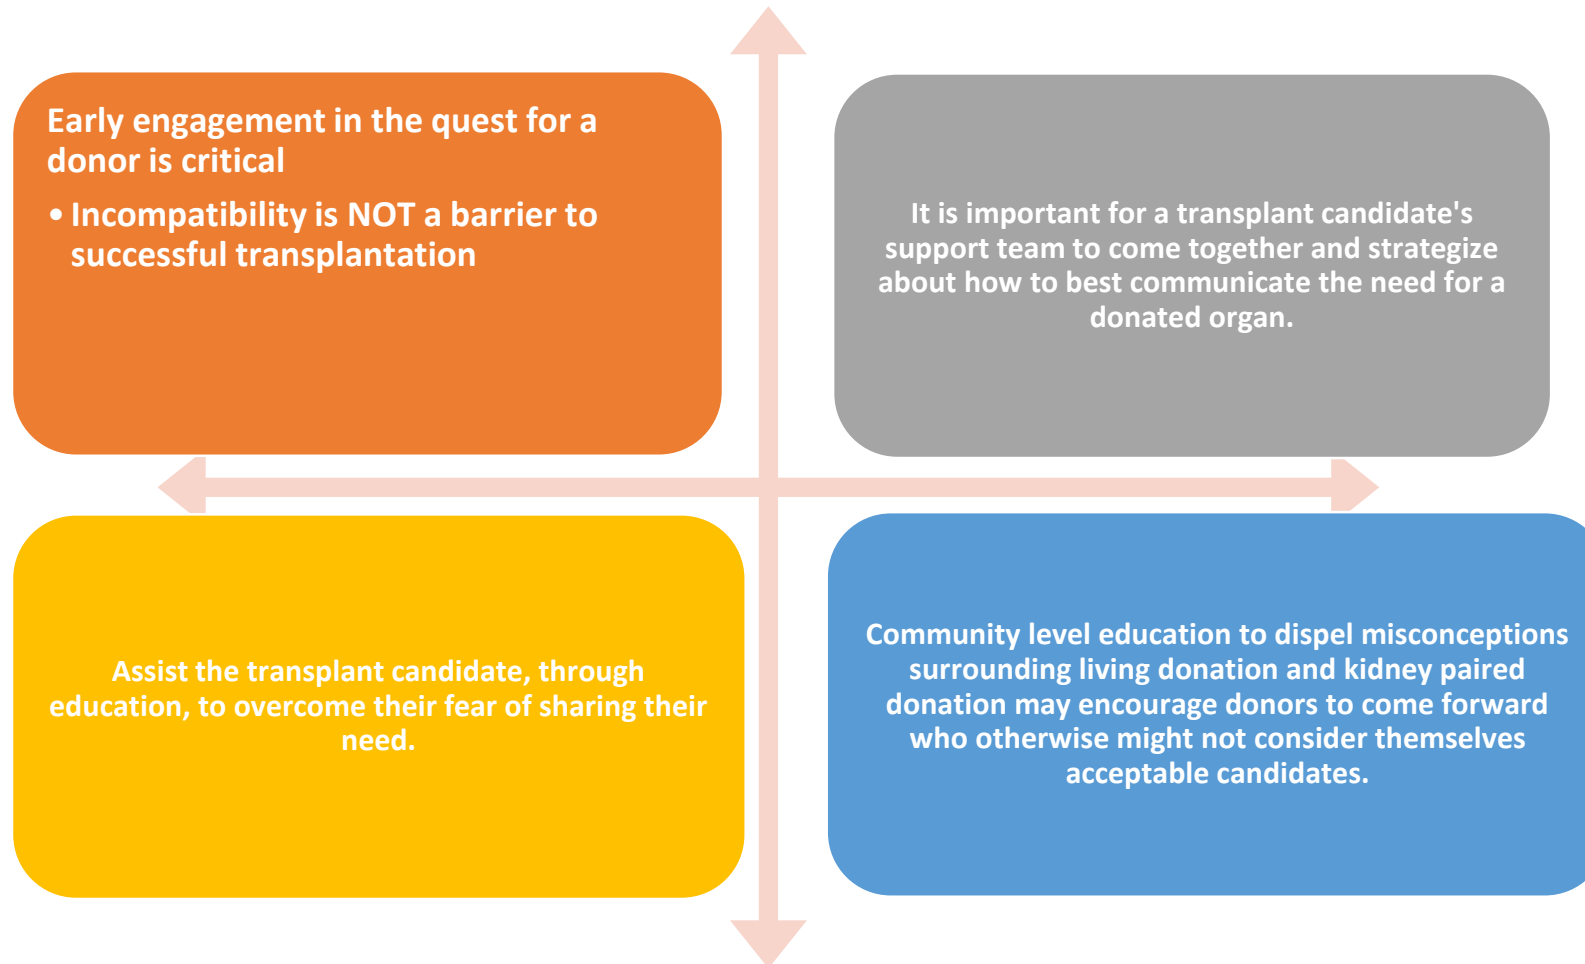 Early engagement in the quest for a
donor is critical
• Incompatibility is NOT a barrier to
successful transplantation
It is important for a transplant candidate's
support team to come together and strategize
about how to best communicate the need for a
donated organ.
Assist the transplant candidate, through
education, to overcome their fear of sharing their
need.
Community level education to dispel misconceptions
surrounding living donation and kidney paired
donation may encourage donors to come forward
who otherwise might not consider themselves
acceptable candidates.